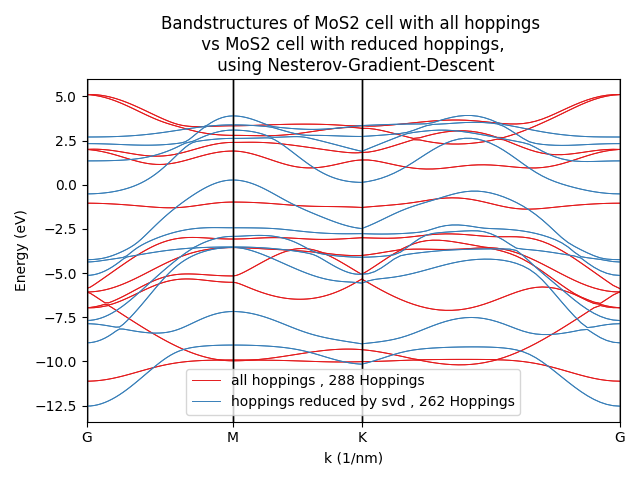 Bandstructures of MoS2 cell with all hoppings
vs MoS2 cell with reduced hoppings,
using Nesterov-Gradient-Descent
Energy (eV)
5.0
2.5
0.0
−2.5
−5.0
−7.5
−10.0
−12.5
all hoppings , 288 Hoppings
hoppings reduced by svd , 262 Hoppings
G M K G
k (1/nm)